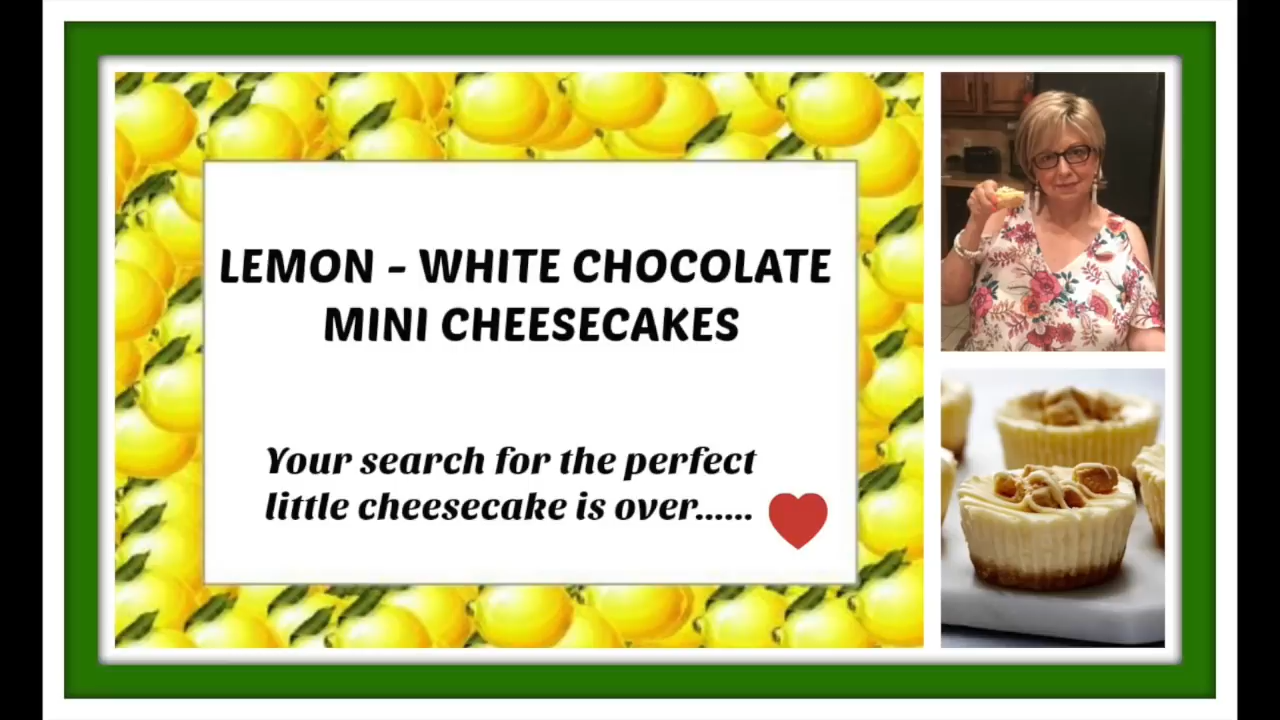 LEMON - WHITE CHOCOLATE
MINI CHEESECAKES
Your search for the perfect
little cheesecake is over......